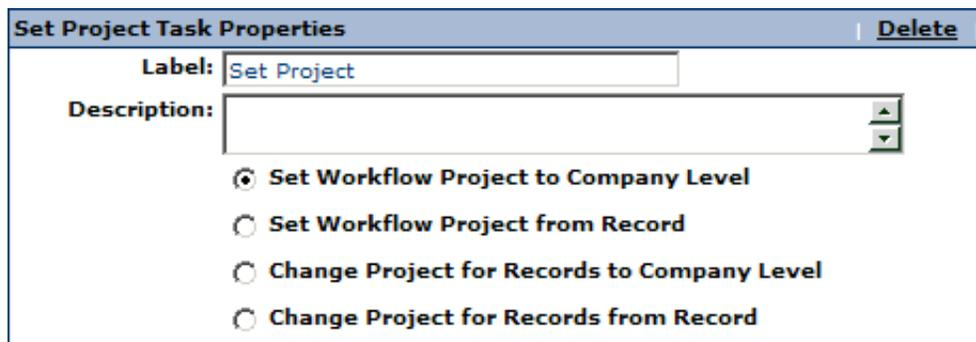 Set Project Task Properties | Delete
Label: Set Project
Description:
Set Workflow Project to Company Level
Set Workflow Project from Record
Change Project for Records to Company Level
Change Project for Records from Record